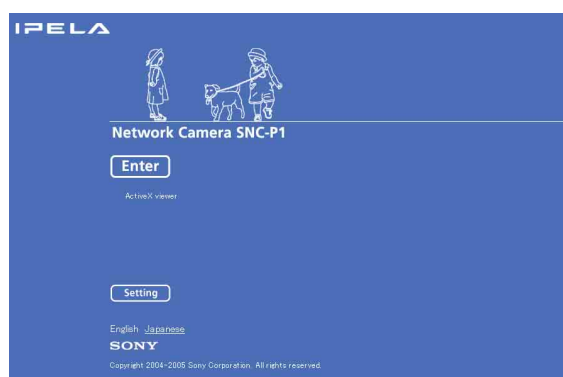 IPELA
Network Camera SNC-P1
Enter
ActiveX viewer
Setting
English Japanese
SONY
Copyright 2004-2005 Sony Corporation. All rights reserved.